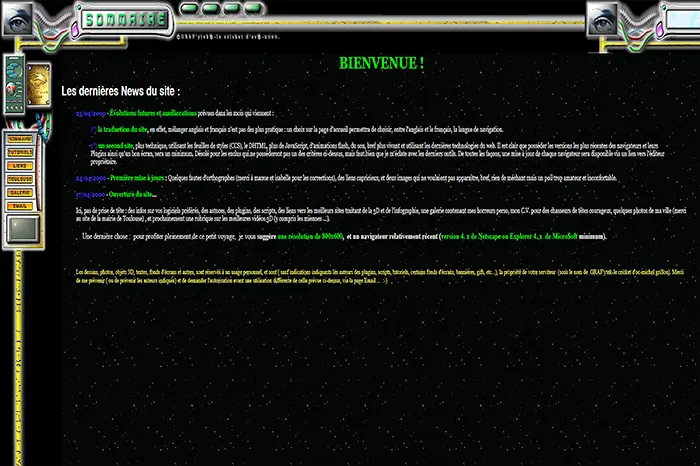 SOMMAIRE
©GRAF'ytek-le cricket d'oc®-2000.
BIENVENUE !
Les dernières News du site :
25/04/2000 - Évolutions futures et améliorations prévues dans les mois qui viennent :
1°) la traduction du site, en effet, mélanger anglais et français n'est pas des plus pratique : un choix sur la page d'accueil permettra de choisir, entre l'anglais et le français, la langue de navigation.
2°) un second site, plus technique, utilisant les feuilles de styles (CCS), le DHTML, plus de JavaScript, d'animations flash, du son, bref plus vivant et utilisant les dernières technologies du web. Il est clair que posséder les versions les plus récentes des navigateurs et leurs
Plugins ainsi qu'un bon écran, sera un minimum. Désolé pour les exclus qui ne posséderont pas un des critères ci-dessus, mais faut bien que je m'éclate avec les derniers outils. De toutes les façons, une mise à jour de chaque navigateur sera disponible via un lien vers l'éditeur
propriétaire.
24/04/2000 - Première mise à jours : Quelques fautes d'orthographes (merci à manue et isabelle pour les corrections), des liens capricieux, et deux images qui ne voulaient pas apparaître, bref, rien de méchant mais un poil trop amateur et inconfortable.
17/04/2000 - Ouverture du site...
Ici, pas de prise de tête : des infos sur vos logiciels préférés, des astuces, des plugins, des scripts, des liens vers les meilleurs sites traitant de la 3D et de l'infographie, une galerie contenant mes horreurs perso, mon C.V. pour des chasseurs de têtes courageux, quelques photos de ma ville (merci
au site de la mairie de Toulouse), et prochainement une rubrique sur les meilleures vidéos 3D (y compris les miennes ...).
Une dernière chose : pour profiter pleinement de ce petit voyage, je vous suggère une résolution de 800x600, et un navigateur relativement récent (version 4. x de Netscape ou Explorer 4. x de MicroSoft minimum).
Les dessins, photos, objets 3D, textes, fonds d'écrans et autres, sont réservés à un usage personnel, et sont ( sauf indications indiquants les auteurs des plugins, scripts, tutoriels, certains fonds d'écrans, bannières, gifs, etc...), la propriété de votre serviteur (sous le nom de GRAF'ytek-le cricket d'oc-michel grillou). Merci
de me prévenir ( ou de prévenir les auteurs indiqués) et de demander l'autorisation avant une utilisation différente de celle prévue ci-dessus, via la page Email ... :-)
SOMMAIRE
TUTORIELS
LIENS
TOULOUSE
GALERIE
EMAIL